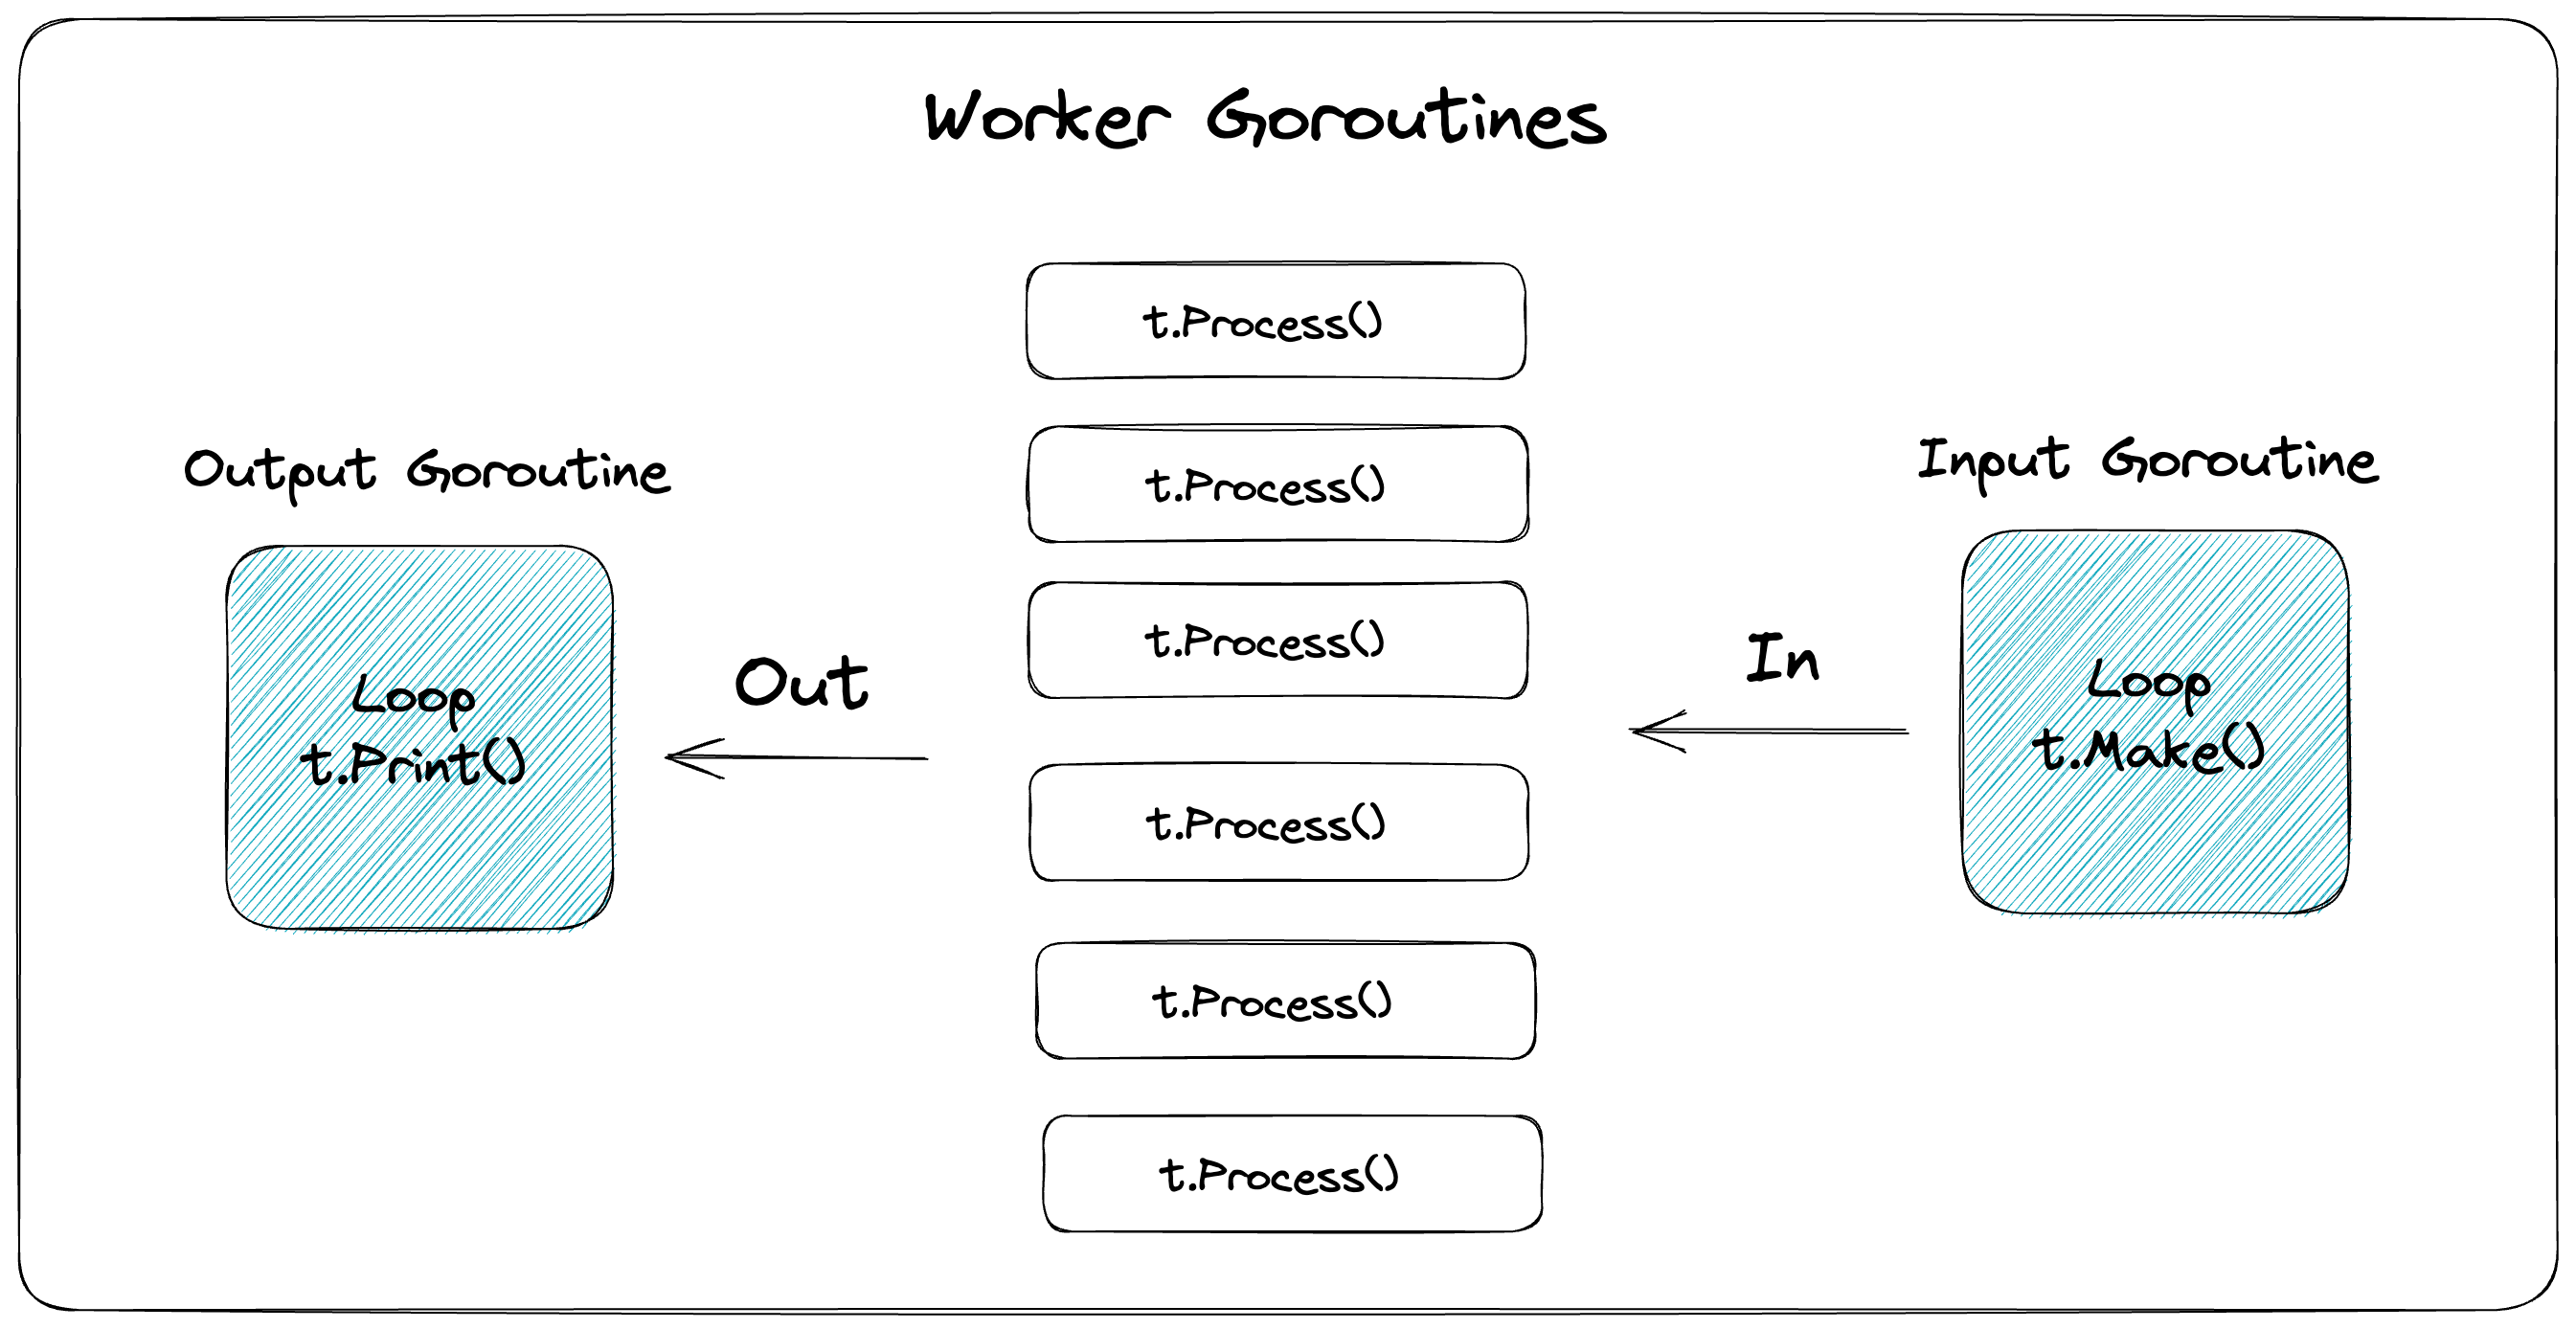 Worker Goroutines
t.Process()
t.Process()
t.Process()
t.Process()
t.Process()
t.Process()
Output Goroutine
Loop
t.Print()
Out
In
Input Goroutine
Loop
t.Make()